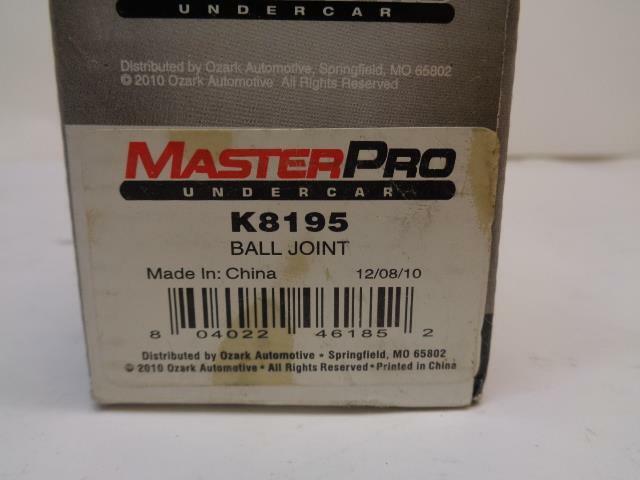 UNDERCAR
Distributed by Ozark Automotive, Springfield, MO 65802
© 2010 Ozark Automotive All Rights Reserved
MASTERPRO
UNDERCAR
K8195
BALL JOINT
Made In: China 12/08/10
8 04022 46185 2
Distributed by Ozark Automotive • Springfield, MO 65802
© 2010 Ozark Automotive • All Rights Reserved • Printed in China